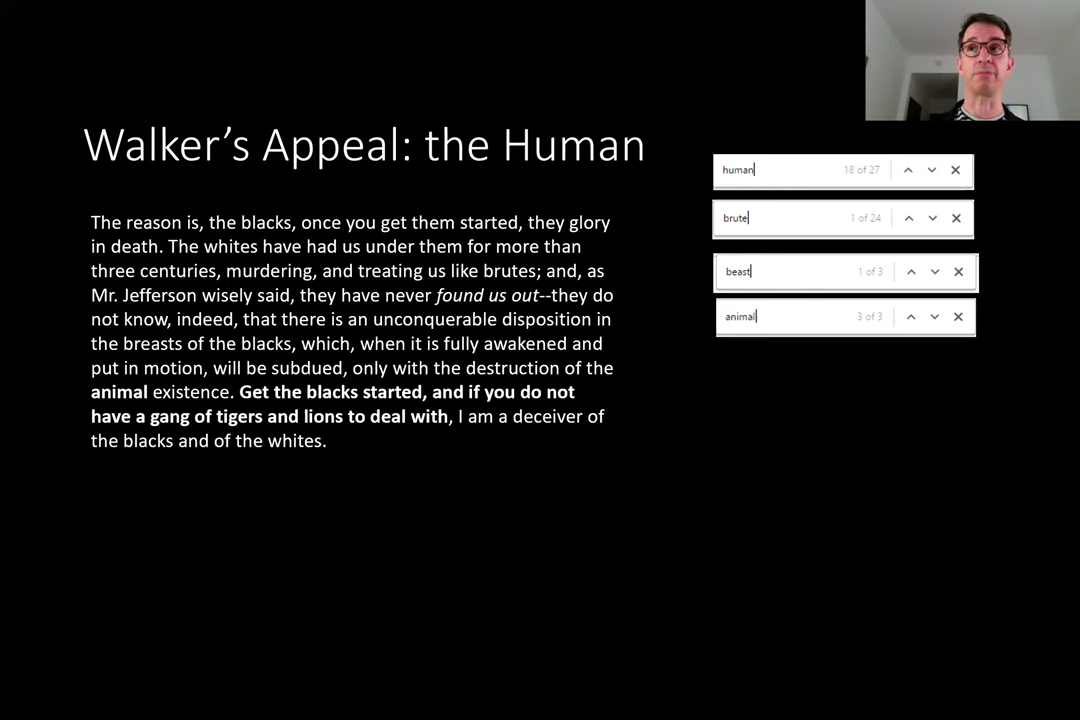 Walker’s Appeal: the Human
The reason is, the blacks, once you get them started, they glory
in death. The whites have had us under them for more than
three centuries, murdering, and treating us like brutes; and, as
Mr. Jefferson wisely said, they have never found us out--they do
not know, indeed, that there is an unconquerable disposition in
the breasts of the blacks, which, when it is fully awakened and
put in motion, will be subdued, only with the destruction of the
animal existence. Get the blacks started, and if you do not
have a gang of tigers and lions to deal with, I am a deceiver of
the blacks and of the whites.
human 18 of 27
brute 1 of 24
beast 1 of 3
animal 3 of 3